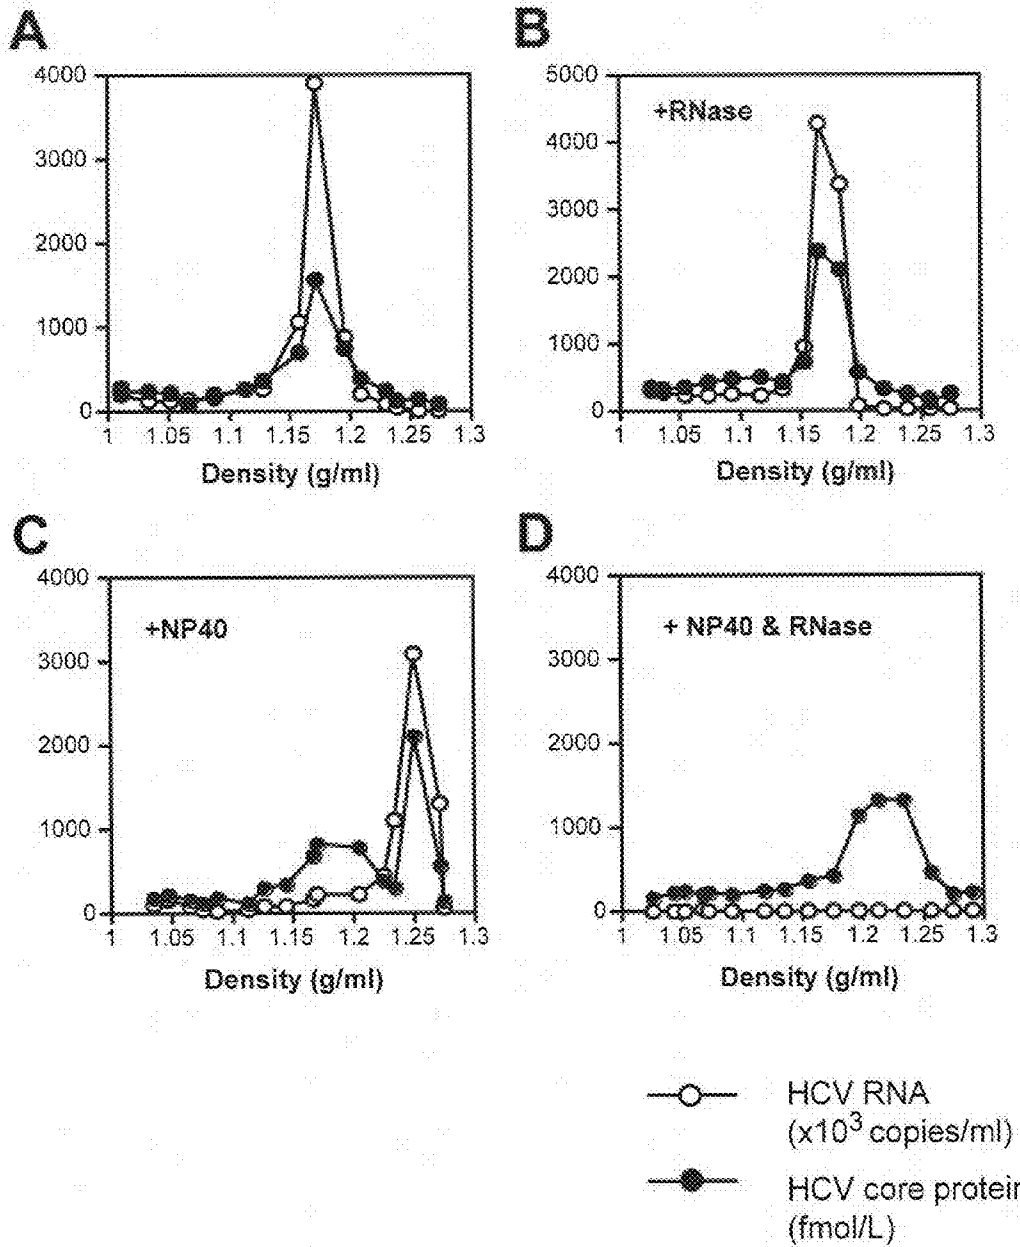 A
4000
3000
2000
1000
0
1 1.05 1.1 1.15 1.2 1.25 1.3
Density (g/ml)
B
+RNase
5000
4000
3000
2000
1000
0
1 1.05 1.1 1.15 1.2 1.25 1.3
Density (g/ml)
C
+NP40
4000
3000
2000
1000
0
1 1.05 1.1 1.15 1.2 1.25 1.3
Density (g/ml)
D
+ NP40 & RNase
4000
3000
2000
1000
0
1 1.05 1.1 1.15 1.2 1.25 1.3
Density (g/ml)
HCV RNA
(x10³ copies/ml)
HCV core protein
(fmol/L)